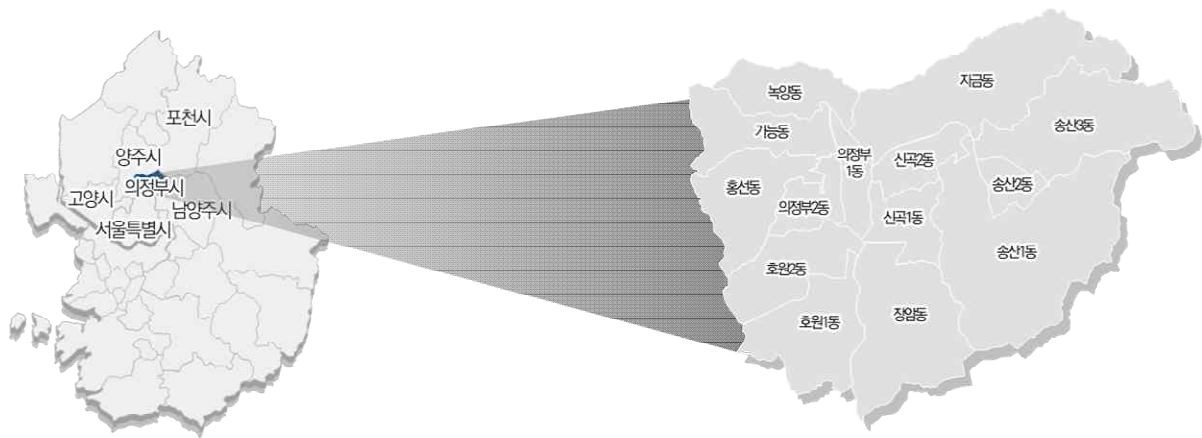 포천시
양주시
의정부시
고양시
남양주시
서울특별시
자금동
녹양동
송산3동
가능동
의정부
1동
신곡2동
흥선동
송산2동
의정부2동
신곡1동
송산1동
호원2동
장암동
호원1동